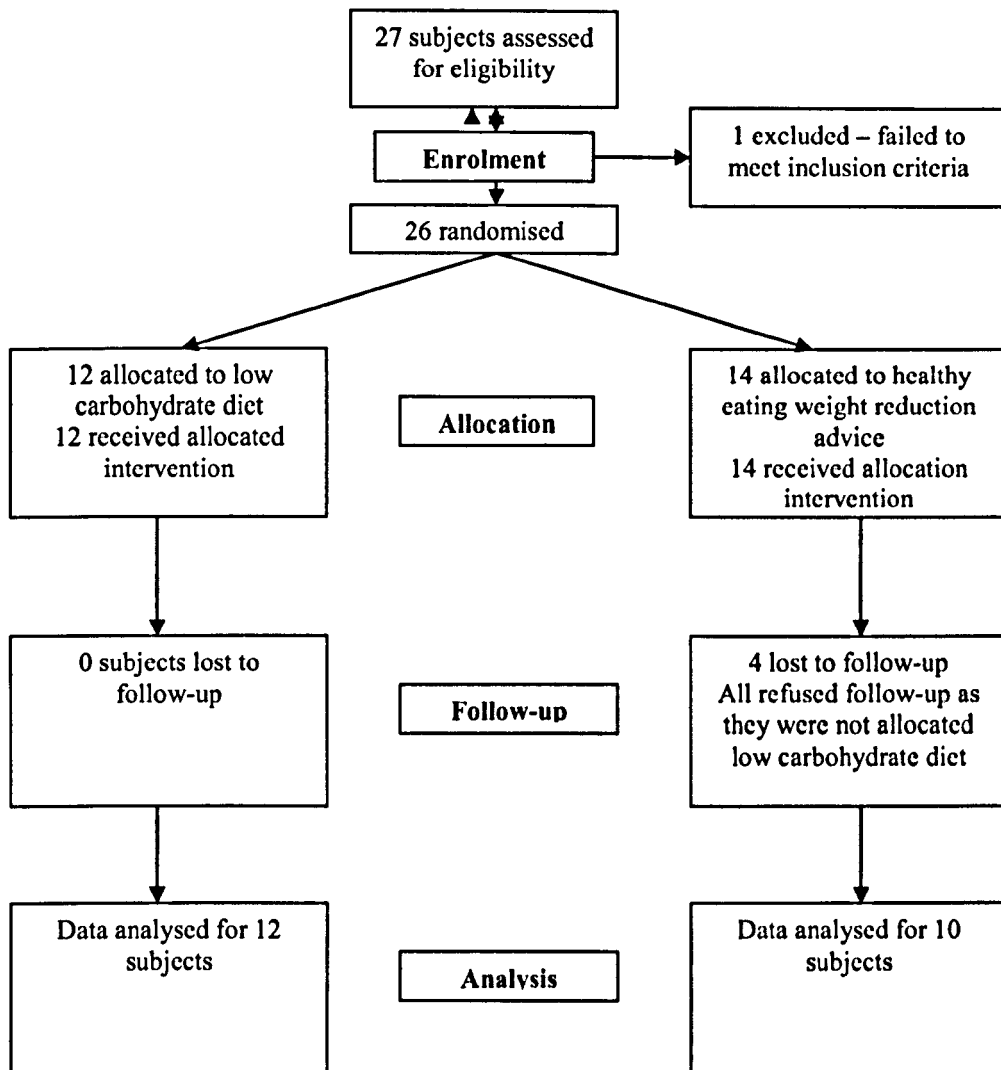 27 subjects assessed
for eligibility
Enrolment
1 excluded – failed to
meet inclusion criteria
26 randomised
12 allocated to low
carbohydrate diet
12 received allocated
intervention
Allocation
14 allocated to healthy
eating weight reduction
advice
14 received allocation
intervention
0 subjects lost to
follow-up
Follow-up
4 lost to follow-up
All refused follow-up as
they were not allocated
low carbohydrate diet
Data analysed for 12
subjects
Analysis
Data analysed for 10
subjects